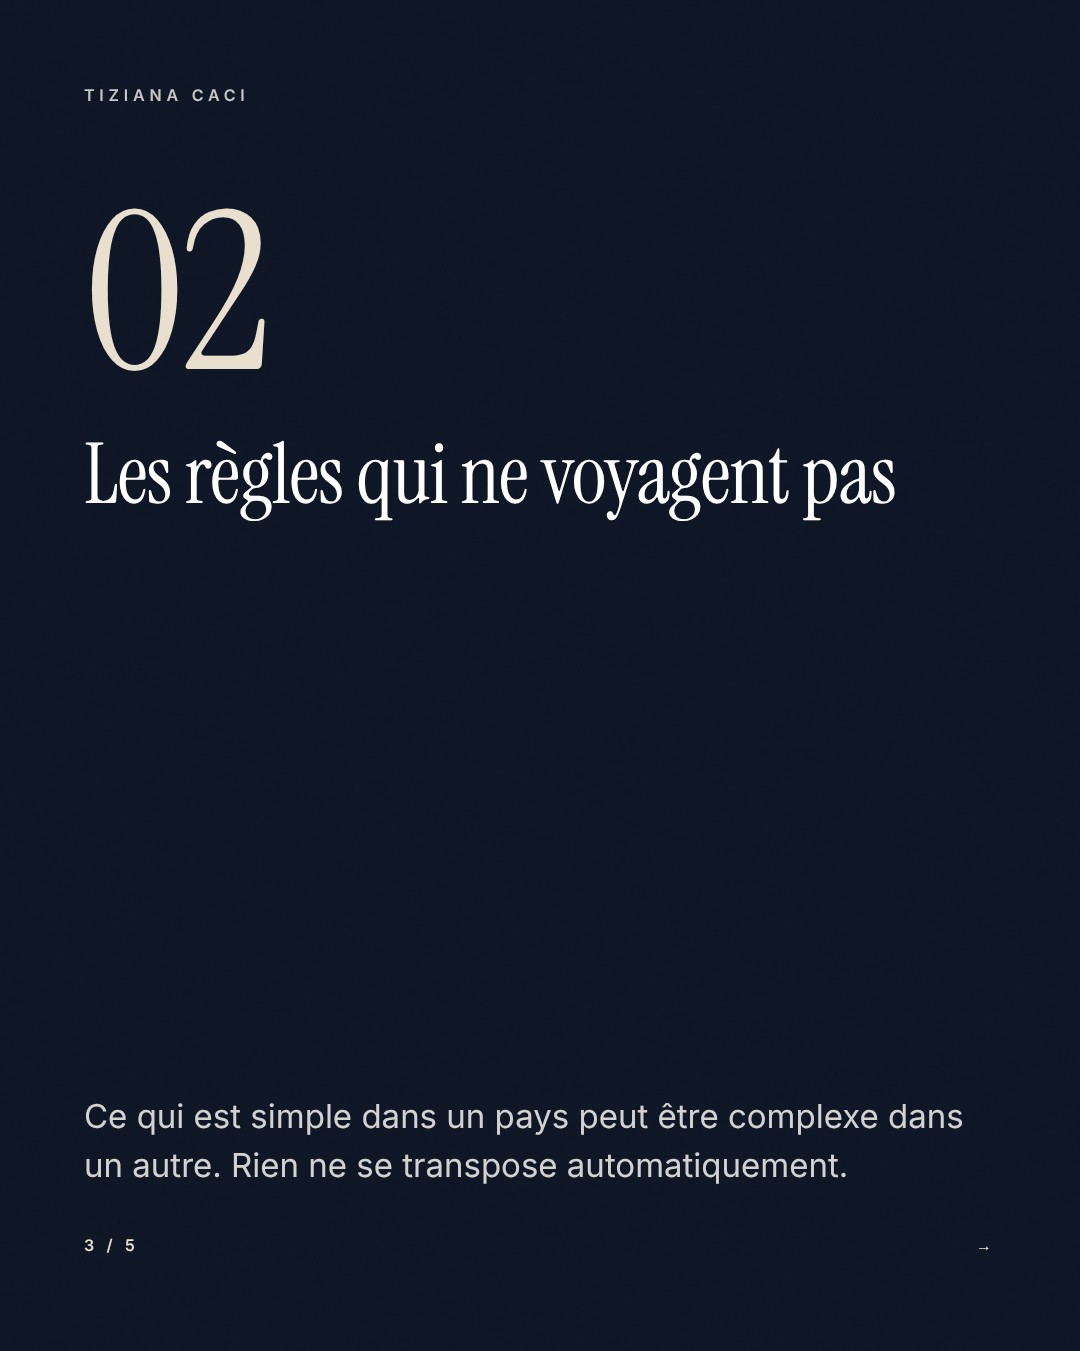 TIZIANA CACI
02
Les règles qui ne voyagent pas
Ce qui est simple dans un pays peut être complexe dans
un autre. Rien ne se transpose automatiquement.
3 / 5
→